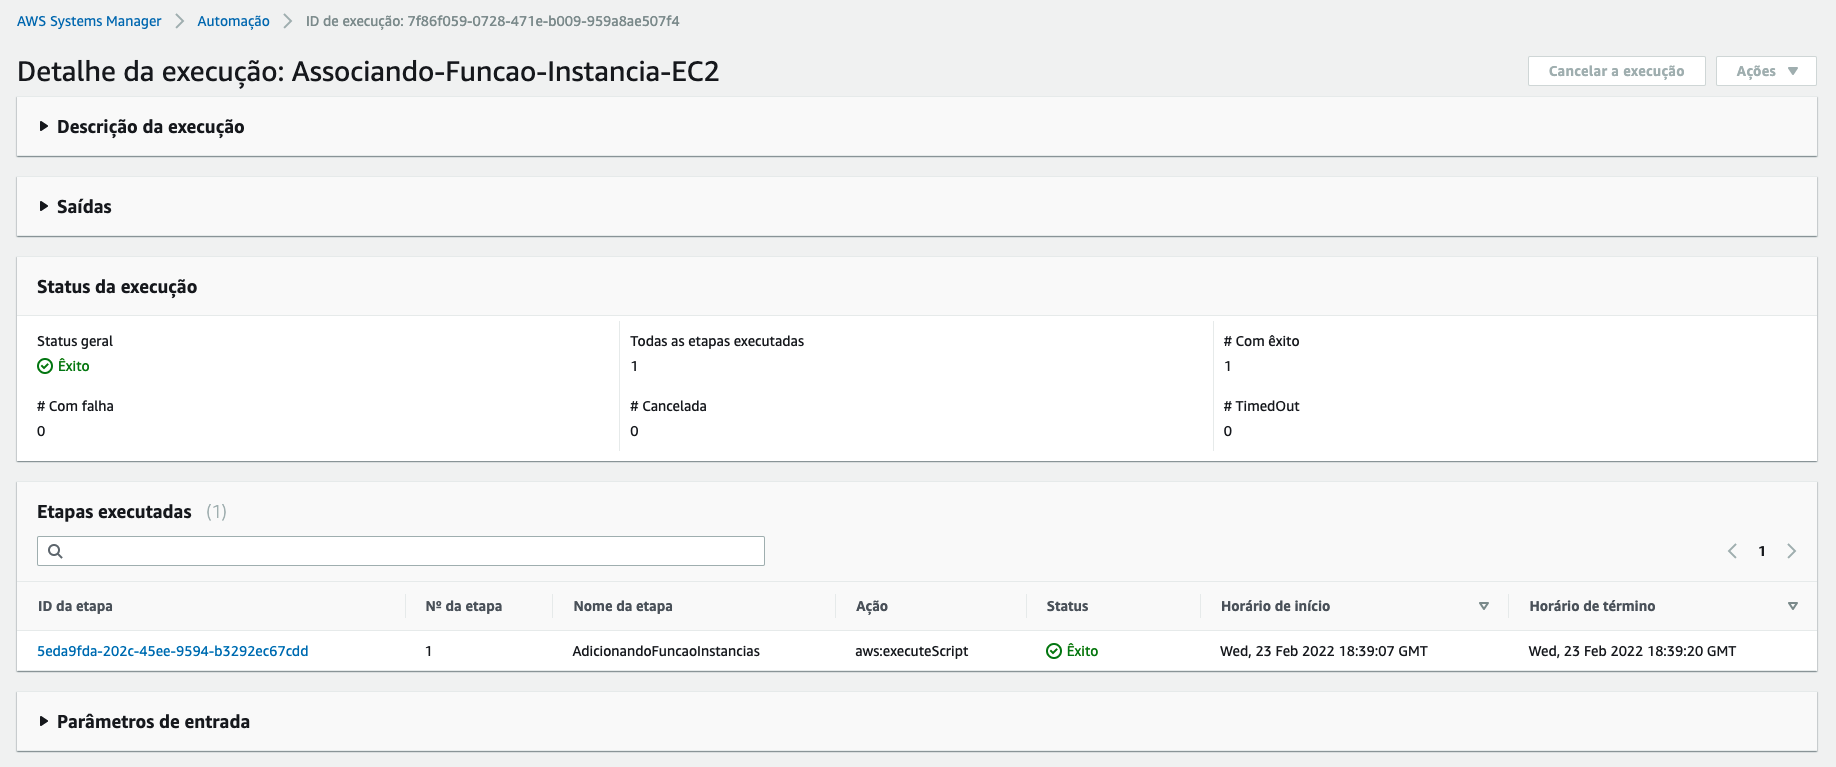 AWS Systems Manager > Automação > ID de execução: 7f86f059-0728-471e-b009-959a8ae507f4
Detalhe da execução: Associando-Funcao-Instancia-EC2
Cancelar a execução
Ações
Descrição da execução
Saídas
Status da execução
Status geral
Êxito
Todas as etapas executadas
1
# Com êxito
1
# Com falha
0
# Cancelada
0
# TimedOut
0
Etapas executadas (1)
1
ID da etapa Nº da etapa Nome da etapa Ação Status Horário de início Horário de término
5eda9fda-202c-45ee-9594-b3292ec67cdd 1 AdicionandoFuncaoInstancias aws:executeScript Êxito Wed, 23 Feb 2022 18:39:07 GMT Wed, 23 Feb 2022 18:39:20 GMT
Parâmetros de entrada